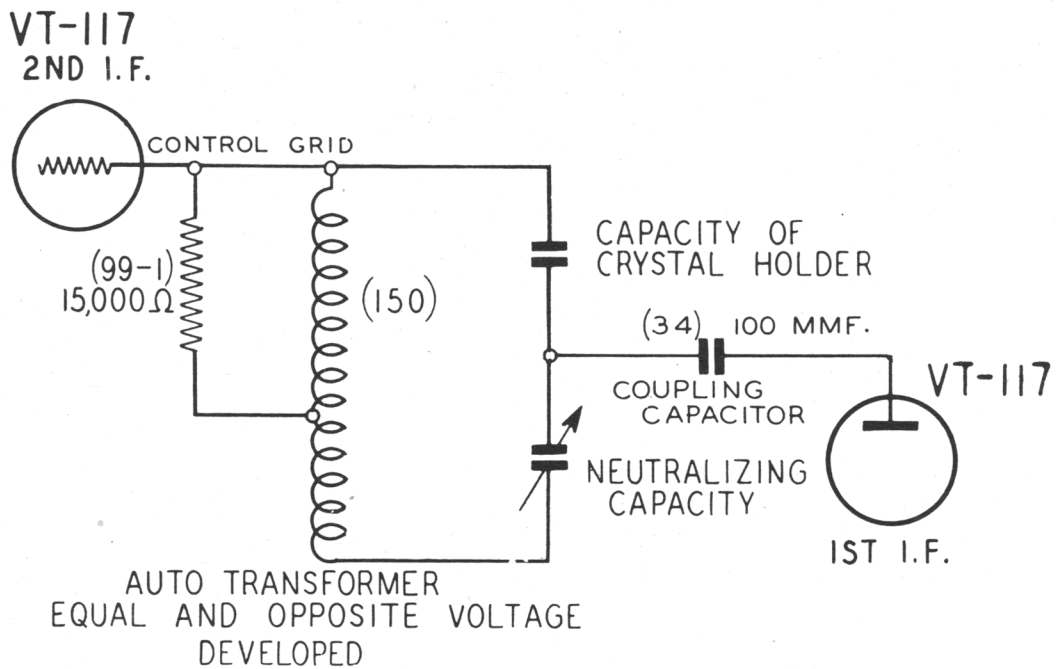 VT-117
2ND I.F.
CONTROL GRID
(99-1)
15,000Ω
(150)
CAPACITY OF
CRYSTAL HOLDER
(34) 100 MMF.
COUPLING
CAPACITOR
VT-117
NEUTRALIZING
CAPACITY
1ST I.F.
AUTO TRANSFORMER
EQUAL AND OPPOSITE VOLTAGE
DEVELOPED